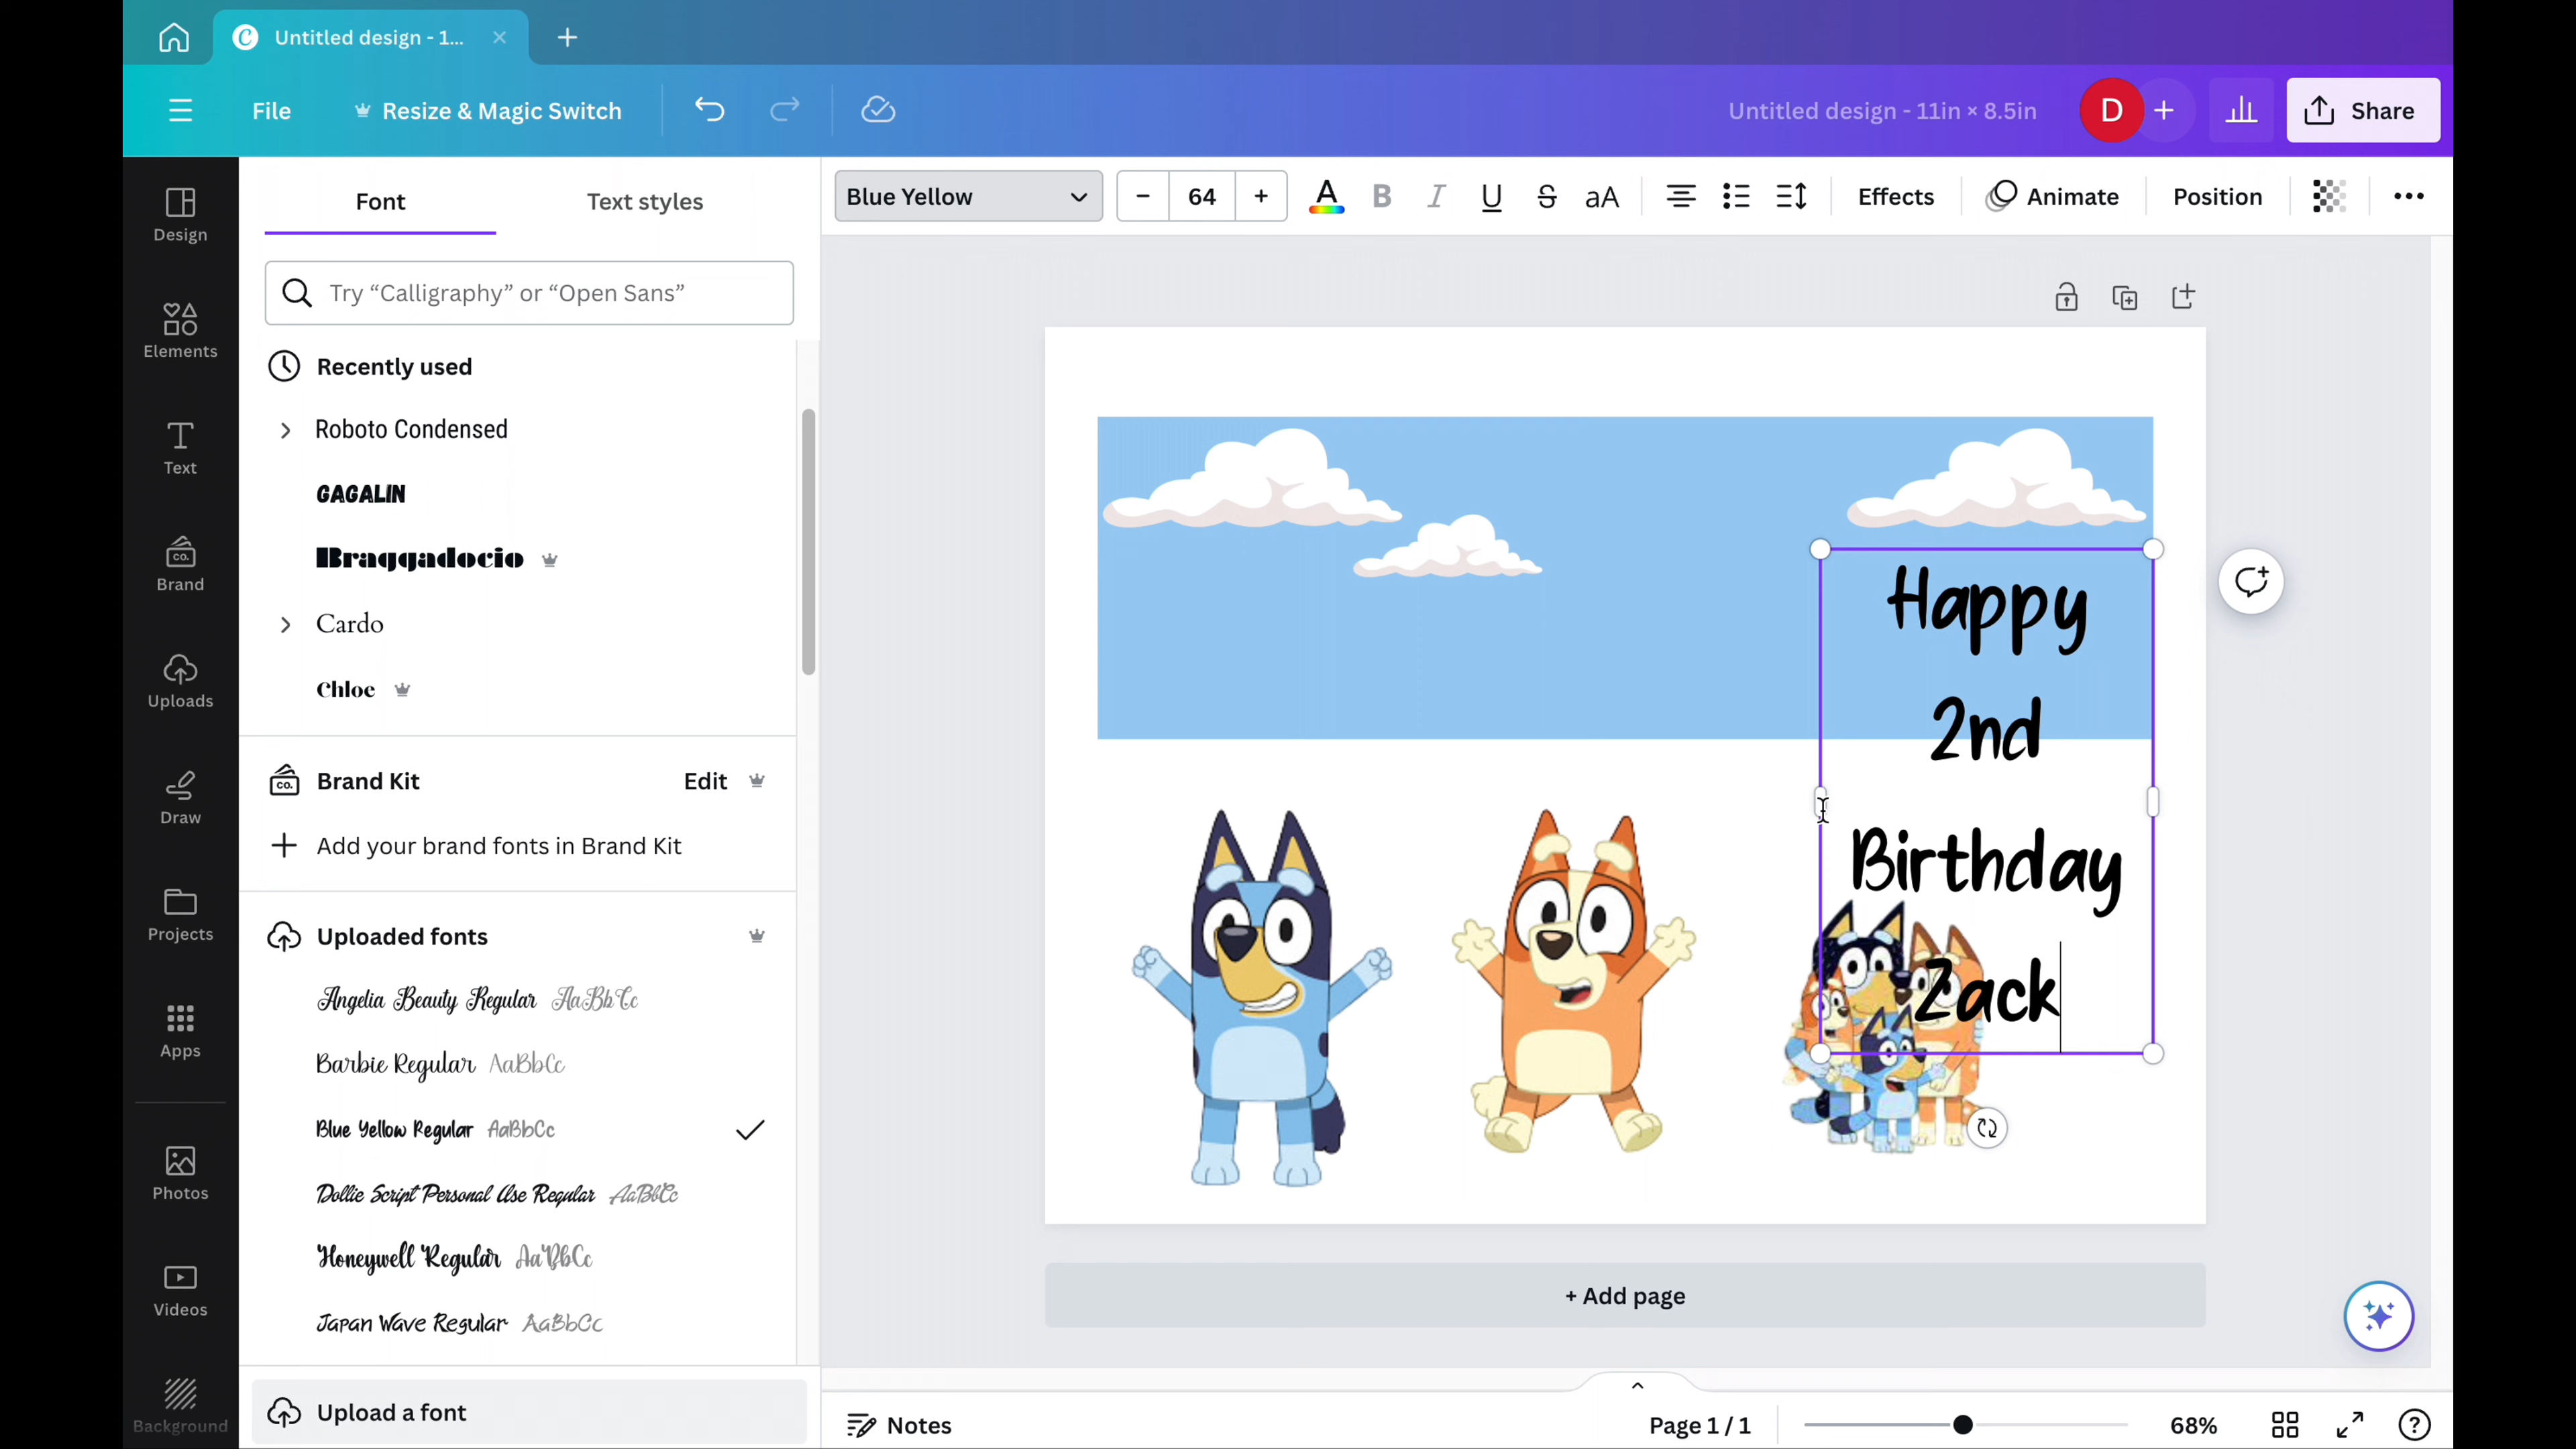 Untitled design - 1...
File
Resize & Magic Switch
Untitled design - 11in × 8.5in
D
Share
Design
Elements
Text
CO.
Brand
Uploads
Draw
Projects
Apps
Photos
Videos
Background
Font
Text styles
Try “Calligraphy” or “Open Sans”
Recently used
Roboto Condensed
GAGALIN
Braggadocio
Cardo
Chloe
CO.
Brand Kit
Edit
Add your brand fonts in Brand Kit
Uploaded fonts
Angelia Beauty Regular AaBbCc
Barbie Regular AaBbCc
Blue Yellow Regular AaBbCc
Dollie Script Personal Use Regular AaBbCc
Honeywell Regular AaBbCc
Japan Wave Regular AaBbCc
Upload a font
Blue Yellow
- 64 +
A B I U S aA
Effects
Animate
Position
Happy
2nd
Birthday
Zack
+ Add page
Notes
Page 1 / 1
68%
?